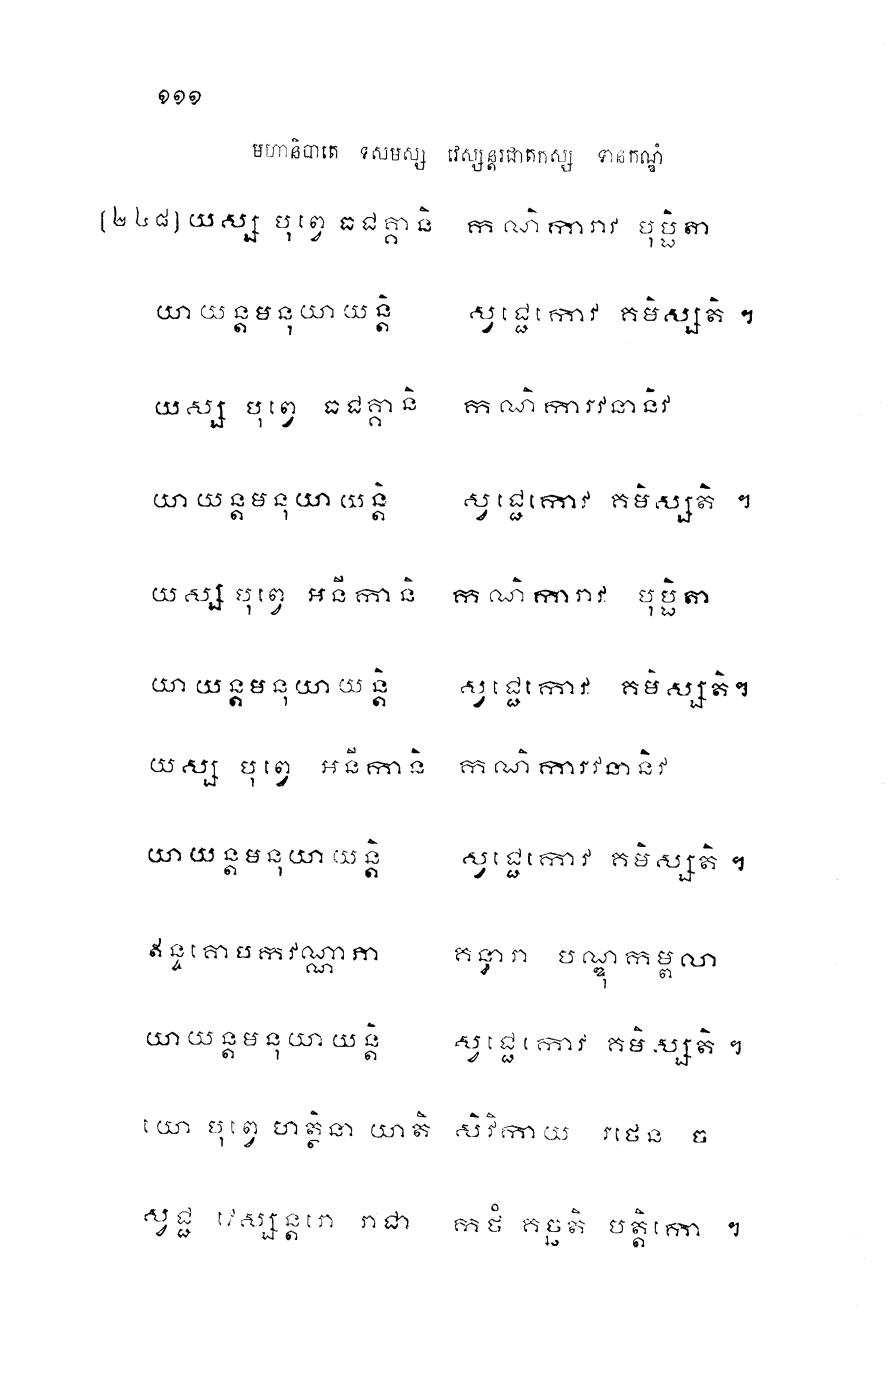 ១១១
មហានិបាតេ ទសមស្ស វេស្សន្តរជាតកស្ស ទានកណ្ឌំ
(២៤៨) យស្ស បុព្វេ ធជគ្គានិ កណិការាវ បុប្ផិតា
យាយន្តមនុយាយន្តិ ស្វជ្ជេកោវ គមិស្សតិ ៗ
យស្ស បុព្វេ ធជគ្គានិ កណិការវនានិវ
យាយន្តមនុយាយន្តិ ស្វជ្ជេកោវ គមិស្សតិ ៗ
យស្ស បុព្វេ អនីកានិ កណិការាវ បុប្ផិតា
យាយន្តមនុយាយន្តិ ស្វជ្ជេកោវ គមិស្សតិ ៗ
យស្ស បុព្វេ អនីកានិ កណិការវនានិវ
យាយន្តមនុយាយន្តិ ស្វជ្ជេកោវ គមិស្សតិ ៗ
ឥន្ទគោបកវណ្ណាភា គន្ធារា បណ្ឌុកម្ពលា
យាយន្តមនុយាយន្តិ ស្វជ្ជេកោវ គមិស្សតិ ៗ
យោ បុព្វេ ហត្ថិនា យាតិ សិវិកាយ រថេន ច
ស្វជ្ជ វេស្សន្តរោ រាជា កថំ គច្ឆតិ បត្តិកោ ៗ